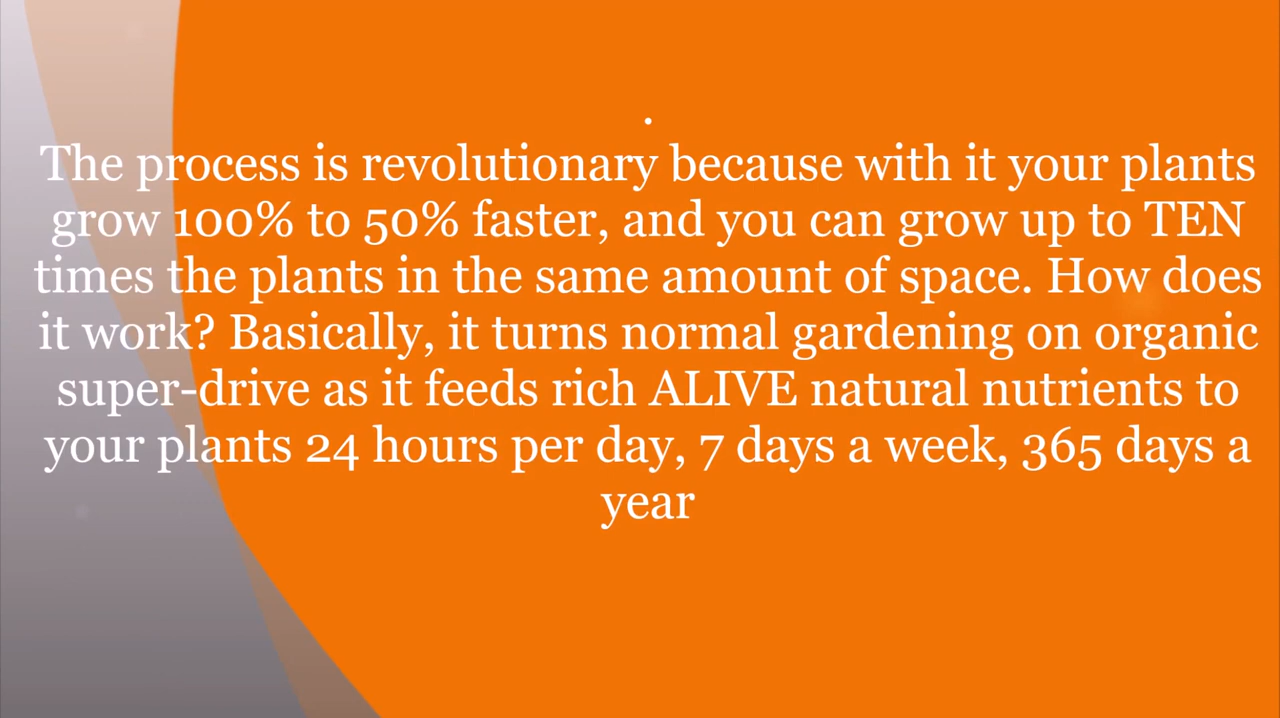 .
The process is revolutionary because with it your plants
grow 100% to 50% faster, and you can grow up to TEN
times the plants in the same amount of space. How does
it work? Basically, it turns normal gardening on organic
super-drive as it feeds rich ALIVE natural nutrients to
your plants 24 hours per day, 7 days a week, 365 days a
year